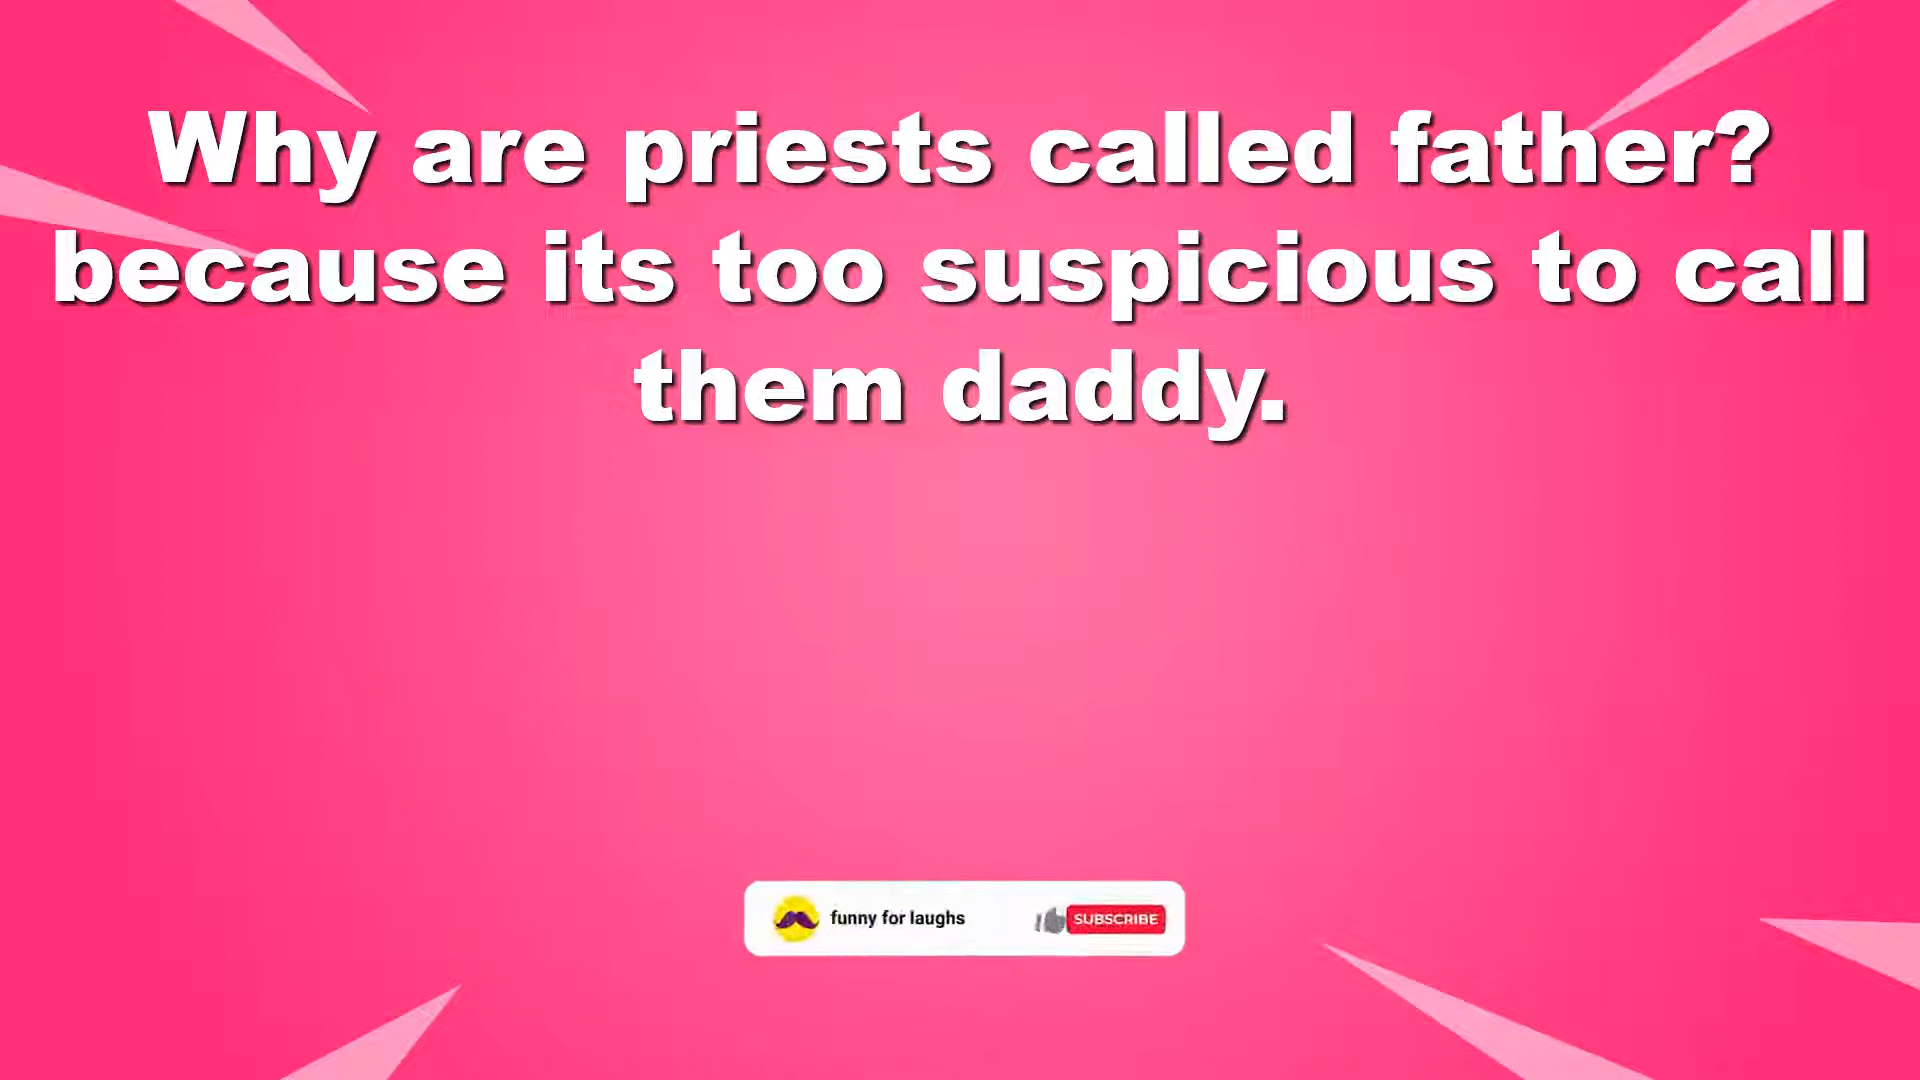 Why are priests called father?
because its too suspicious to call
them daddy.
funny for laughs
SUBSCRIBE